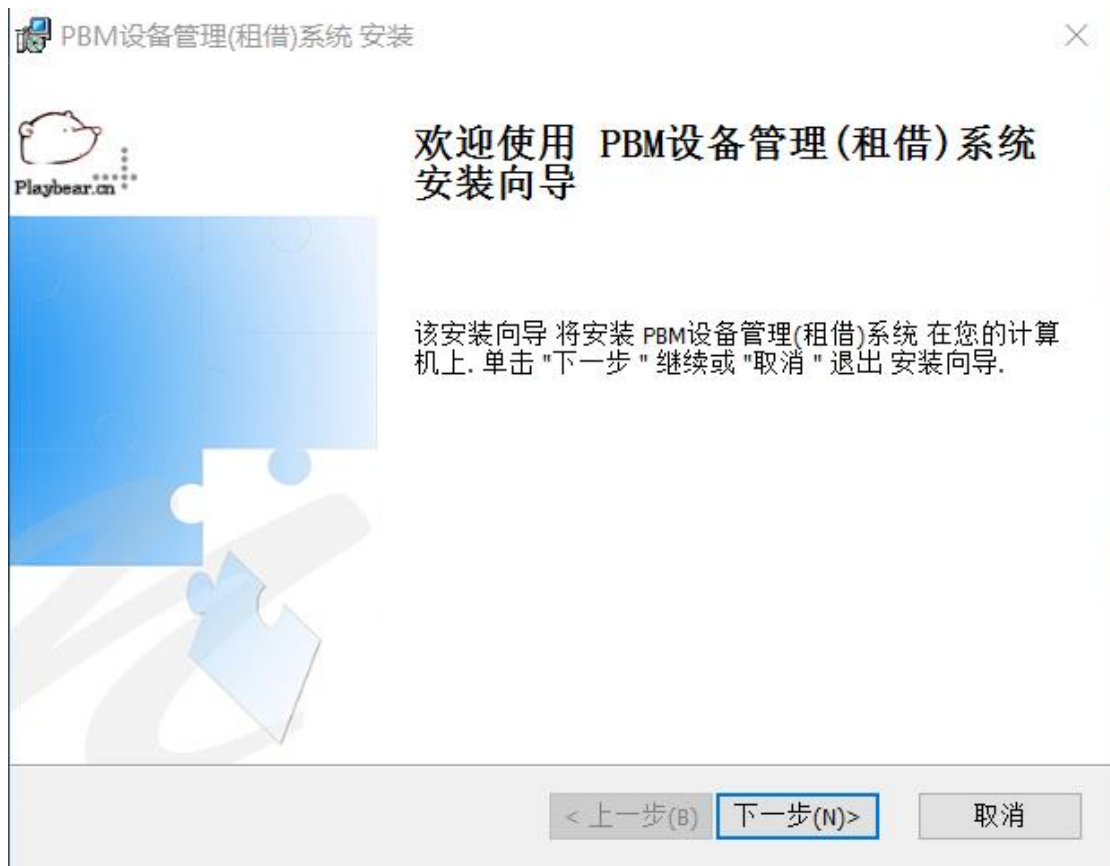 PBM设备管理(租借)系统 安装
Playbear.cn
欢迎使用 PBM设备管理(租借)系统
安装向导
该安装向导 将安装 PBM设备管理(租借)系统 在您的计算
机上. 单击 "下一步 " 继续或 "取消 " 退出 安装向导.
< 上一步(B)
下一步(N)>
取消